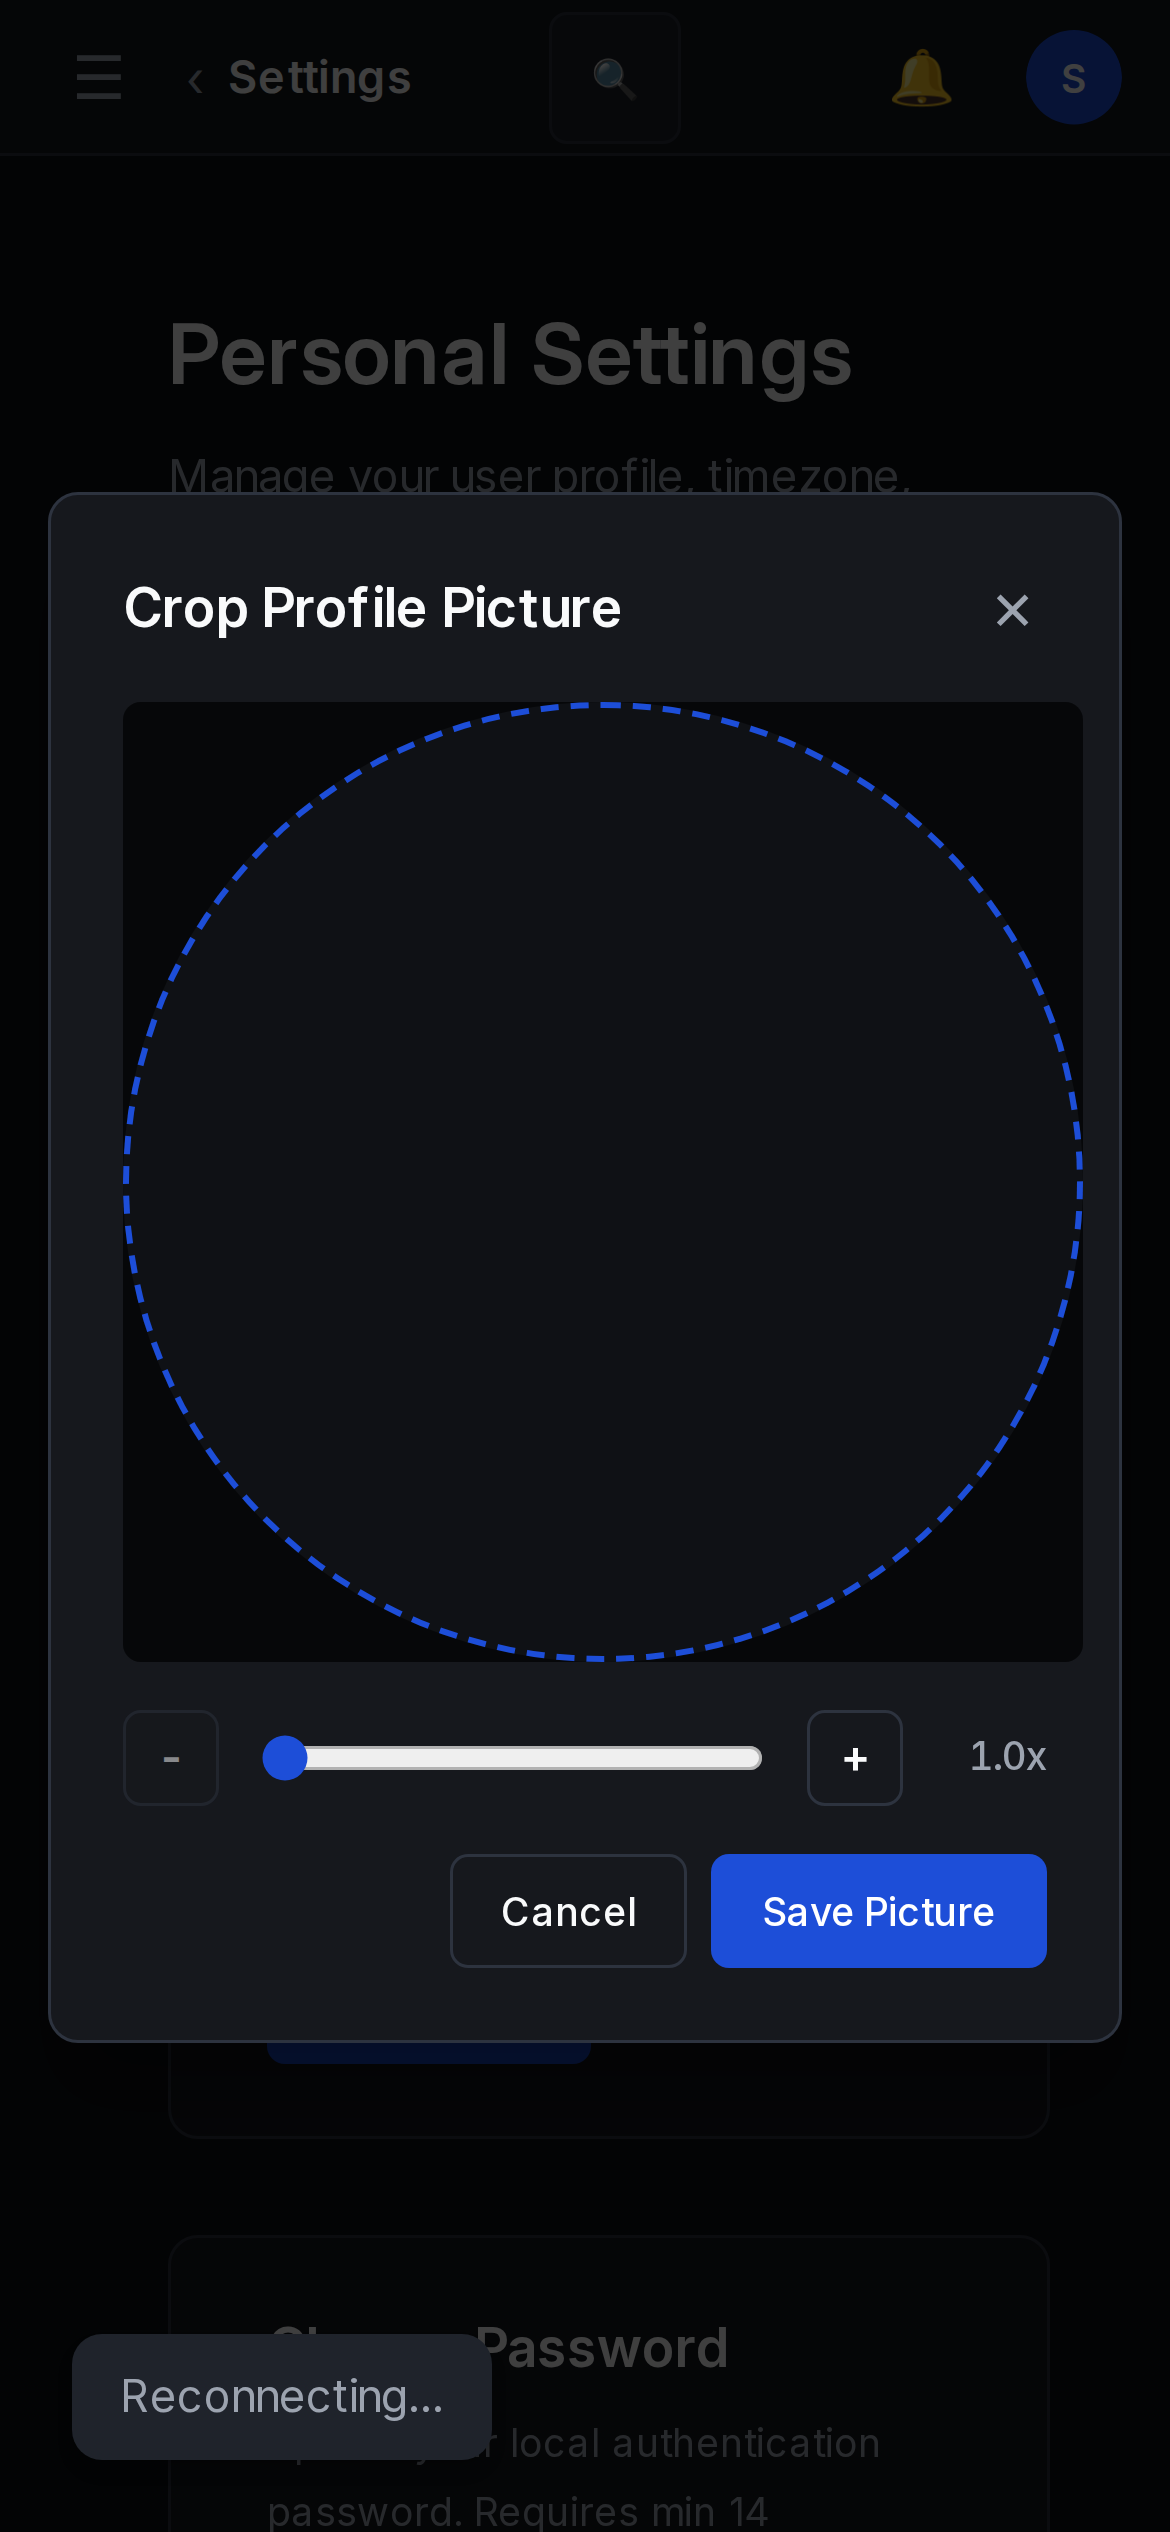 ☰ ‹ Settings S
Personal Settings
Manage your user profile, timezone,
Crop Profile Picture ✕
- + 1.0x
Cancel Save Picture
Password
Reconnecting...
local authentication
password. Requires min 14